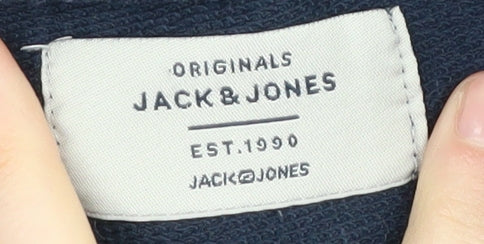 ORIGINALS
JACK & JONES
EST.1990
JACK JONES